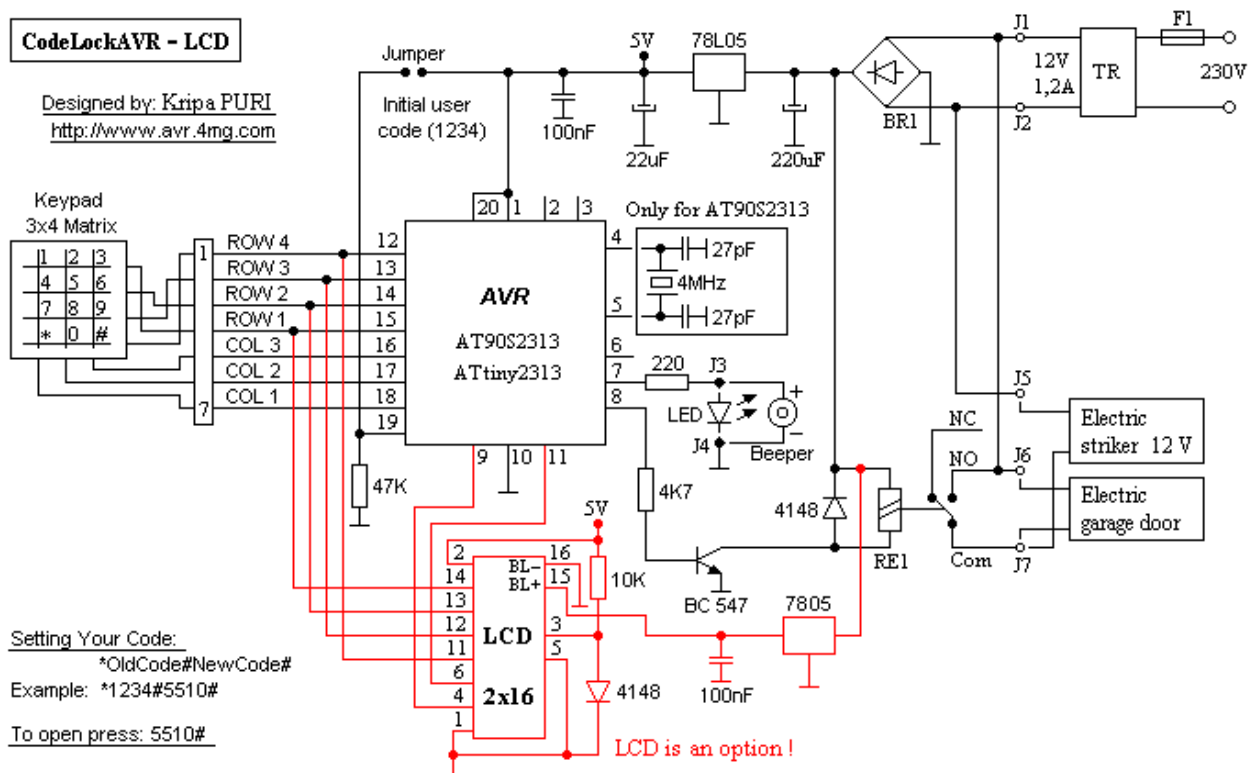 CodeLockAVR - LCD
Designed by: Kripa PURI
http://www.avr.4mg.com
Jumper
Initial user
code (1234)
100nF
5V
22uF
78L05
220uF
BR1
J1
J2
12V
1,2A
TR
F1
230V
Keypad
3x4 Matrix
1 2 3
4 5 6
7 8 9
* 0 #
1
7
ROW 4
ROW 3
ROW 2
ROW 1
COL 3
COL 2
COL 1
12
13
14
15
16
17
18
19
20 1 2 3
AVR
AT90S2313
ATtiny2313
4
5
6
7
8
9 10 11
Only for AT90S2313
27pF
4MHz
27pF
220
J3
LED
J4
+
−
Beeper
47K
4K7
BC 547
4148
RE1
NC
NO
Com
J5
J6
J7
Electric
striker 12 V
Electric
garage door
5V
10K
2
14
13
12
11
6
4
1
BL- 16
BL+ 15
3
5
LCD
2x16
4148
100nF
7805
LCD is an option !
Setting Your Code:
*OldCode#NewCode#
Example: *1234#5510#
To open press: 5510#